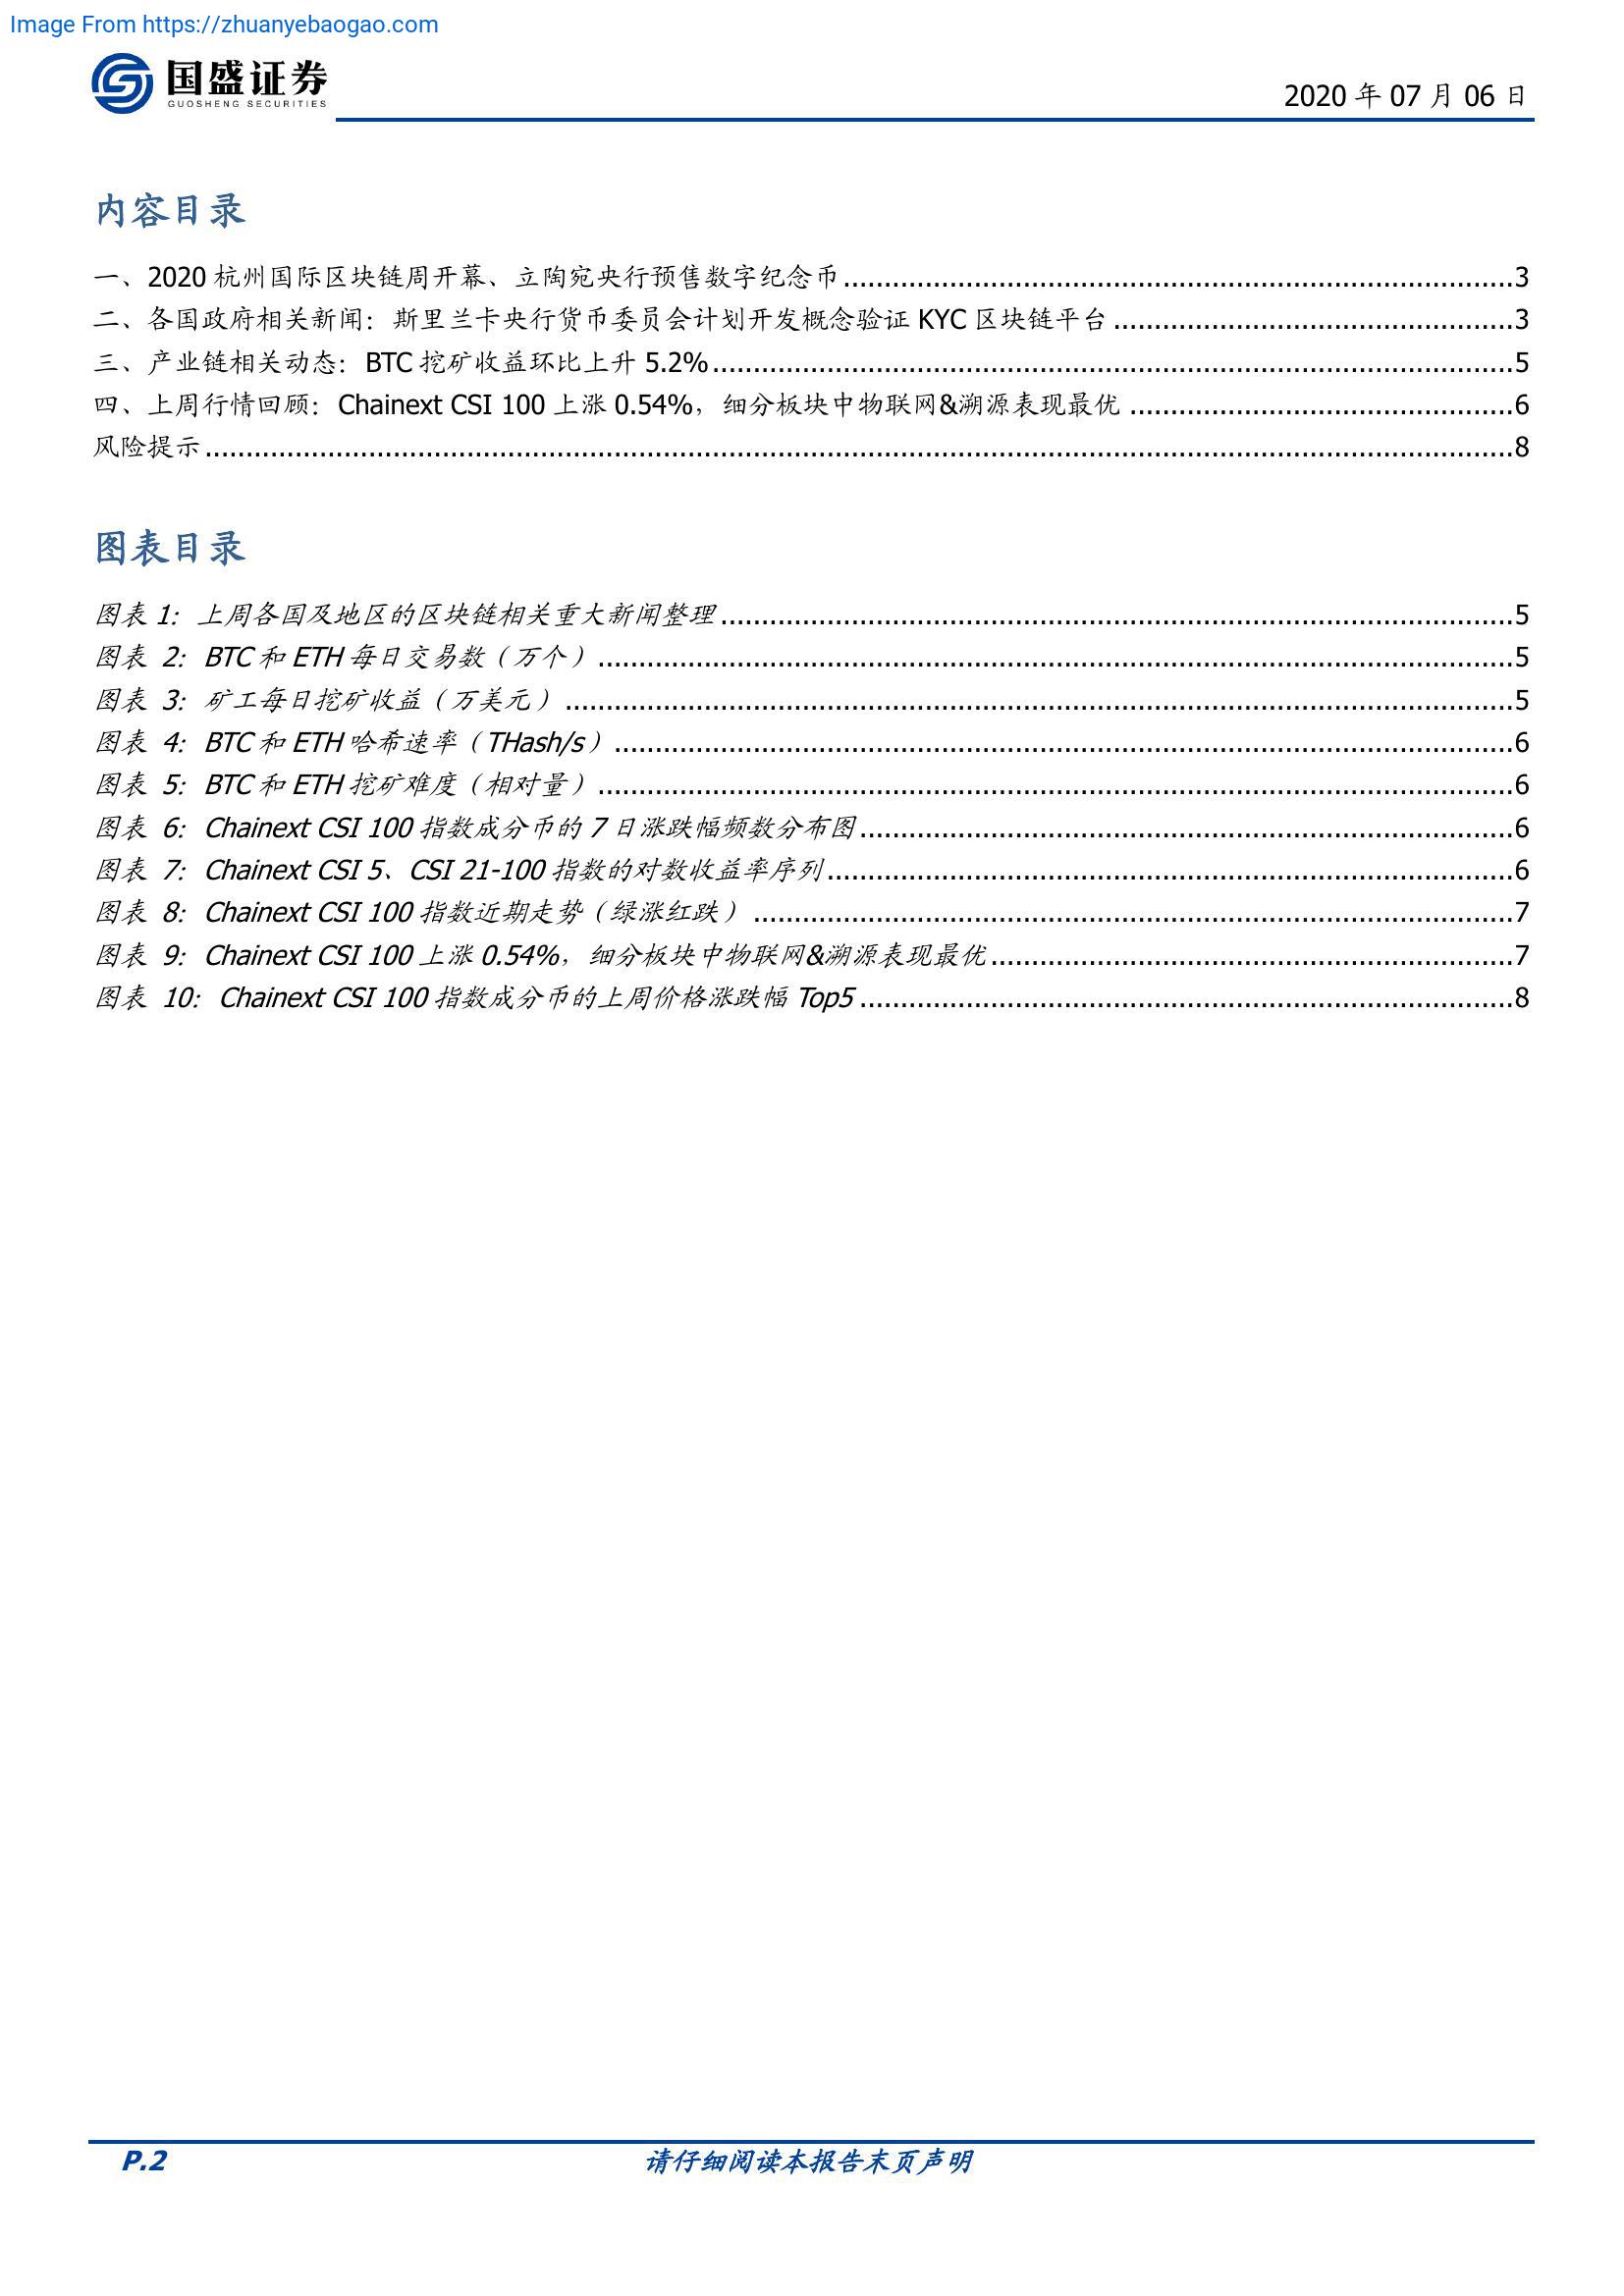 Image From https://zhuanyebaogao.com
国盛证券
GUOSHENG SECURITIES
2020 年 07 月 06 日
内容目录
一、2020 杭州国际区块链周开幕、立陶宛央行预售数字纪念币 3
二、各国政府相关新闻：斯里兰卡央行货币委员会计划开发概念验证 KYC 区块链平台 3
三、产业链相关动态：BTC 挖矿收益环比上升 5.2% 5
四、上周行情回顾：Chainext CSI 100 上涨 0.54%，细分板块中物联网&溯源表现最优 6
风险提示 8
图表目录
图表 1：上周各国及地区的区块链相关重大新闻整理 5
图表 2：BTC 和 ETH 每日交易数（万个） 5
图表 3：矿工每日挖矿收益（万美元） 5
图表 4：BTC 和 ETH 哈希速率（THash/s） 6
图表 5：BTC 和 ETH 挖矿难度（相对量） 6
图表 6：Chainext CSI 100 指数成分币的 7 日涨跌幅频数分布图 6
图表 7：Chainext CSI 5、CSI 21-100 指数的对数收益率序列 6
图表 8：Chainext CSI 100 指数近期走势（绿涨红跌） 7
图表 9：Chainext CSI 100 上涨 0.54%，细分板块中物联网&溯源表现最优 7
图表 10：Chainext CSI 100 指数成分币的上周价格涨跌幅 Top5 8
P.2
请仔细阅读本报告末页声明